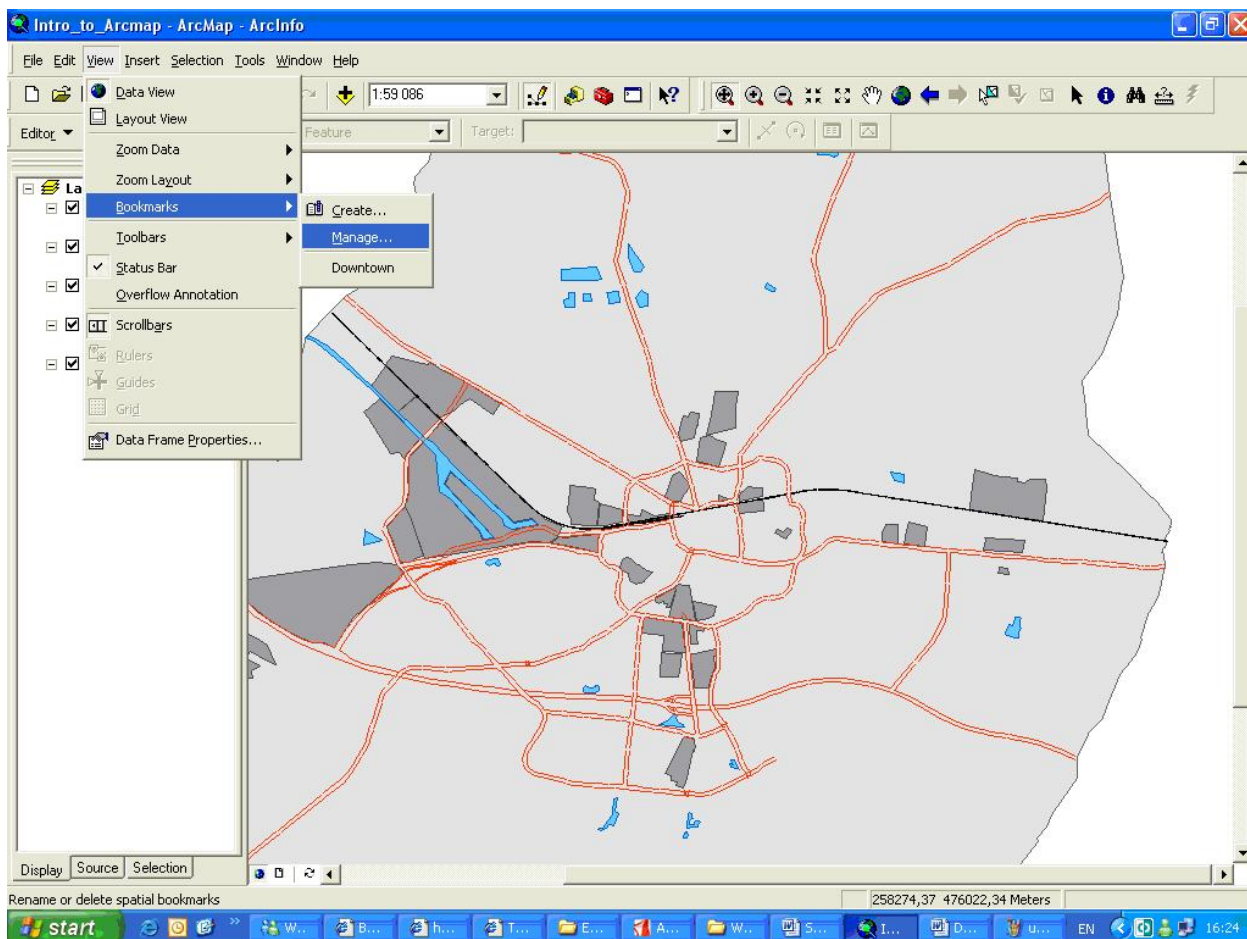 Intro_to_Arcmap - ArcMap - ArcInfo
File Edit View Insert Selection Tools Window Help
1:59 086
Editor
Feature
Target:
Data View
Layout View
Zoom Data
Zoom Layout
Bookmarks
Toolbars
Status Bar
Overflow Annotation
Scrollbars
Rulers
Guides
Grid
Data Frame Properties...
Create...
Manage...
Downtown
La
Display Source Selection
Rename or delete spatial bookmarks
258274,37 476022,34 Meters
start
W...
B...
h...
T...
E...
A...
W...
S...
I...
D...
u...
EN
16:24